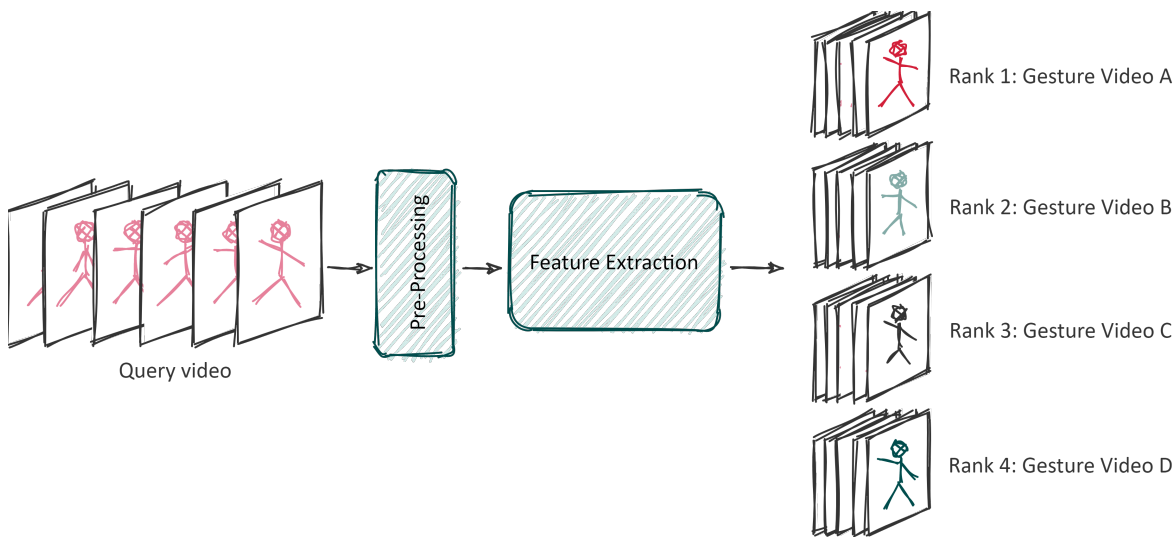 Query video
Pre-Processing
Feature Extraction
Rank 1: Gesture Video A
Rank 2: Gesture Video B
Rank 3: Gesture Video C
Rank 4: Gesture Video D